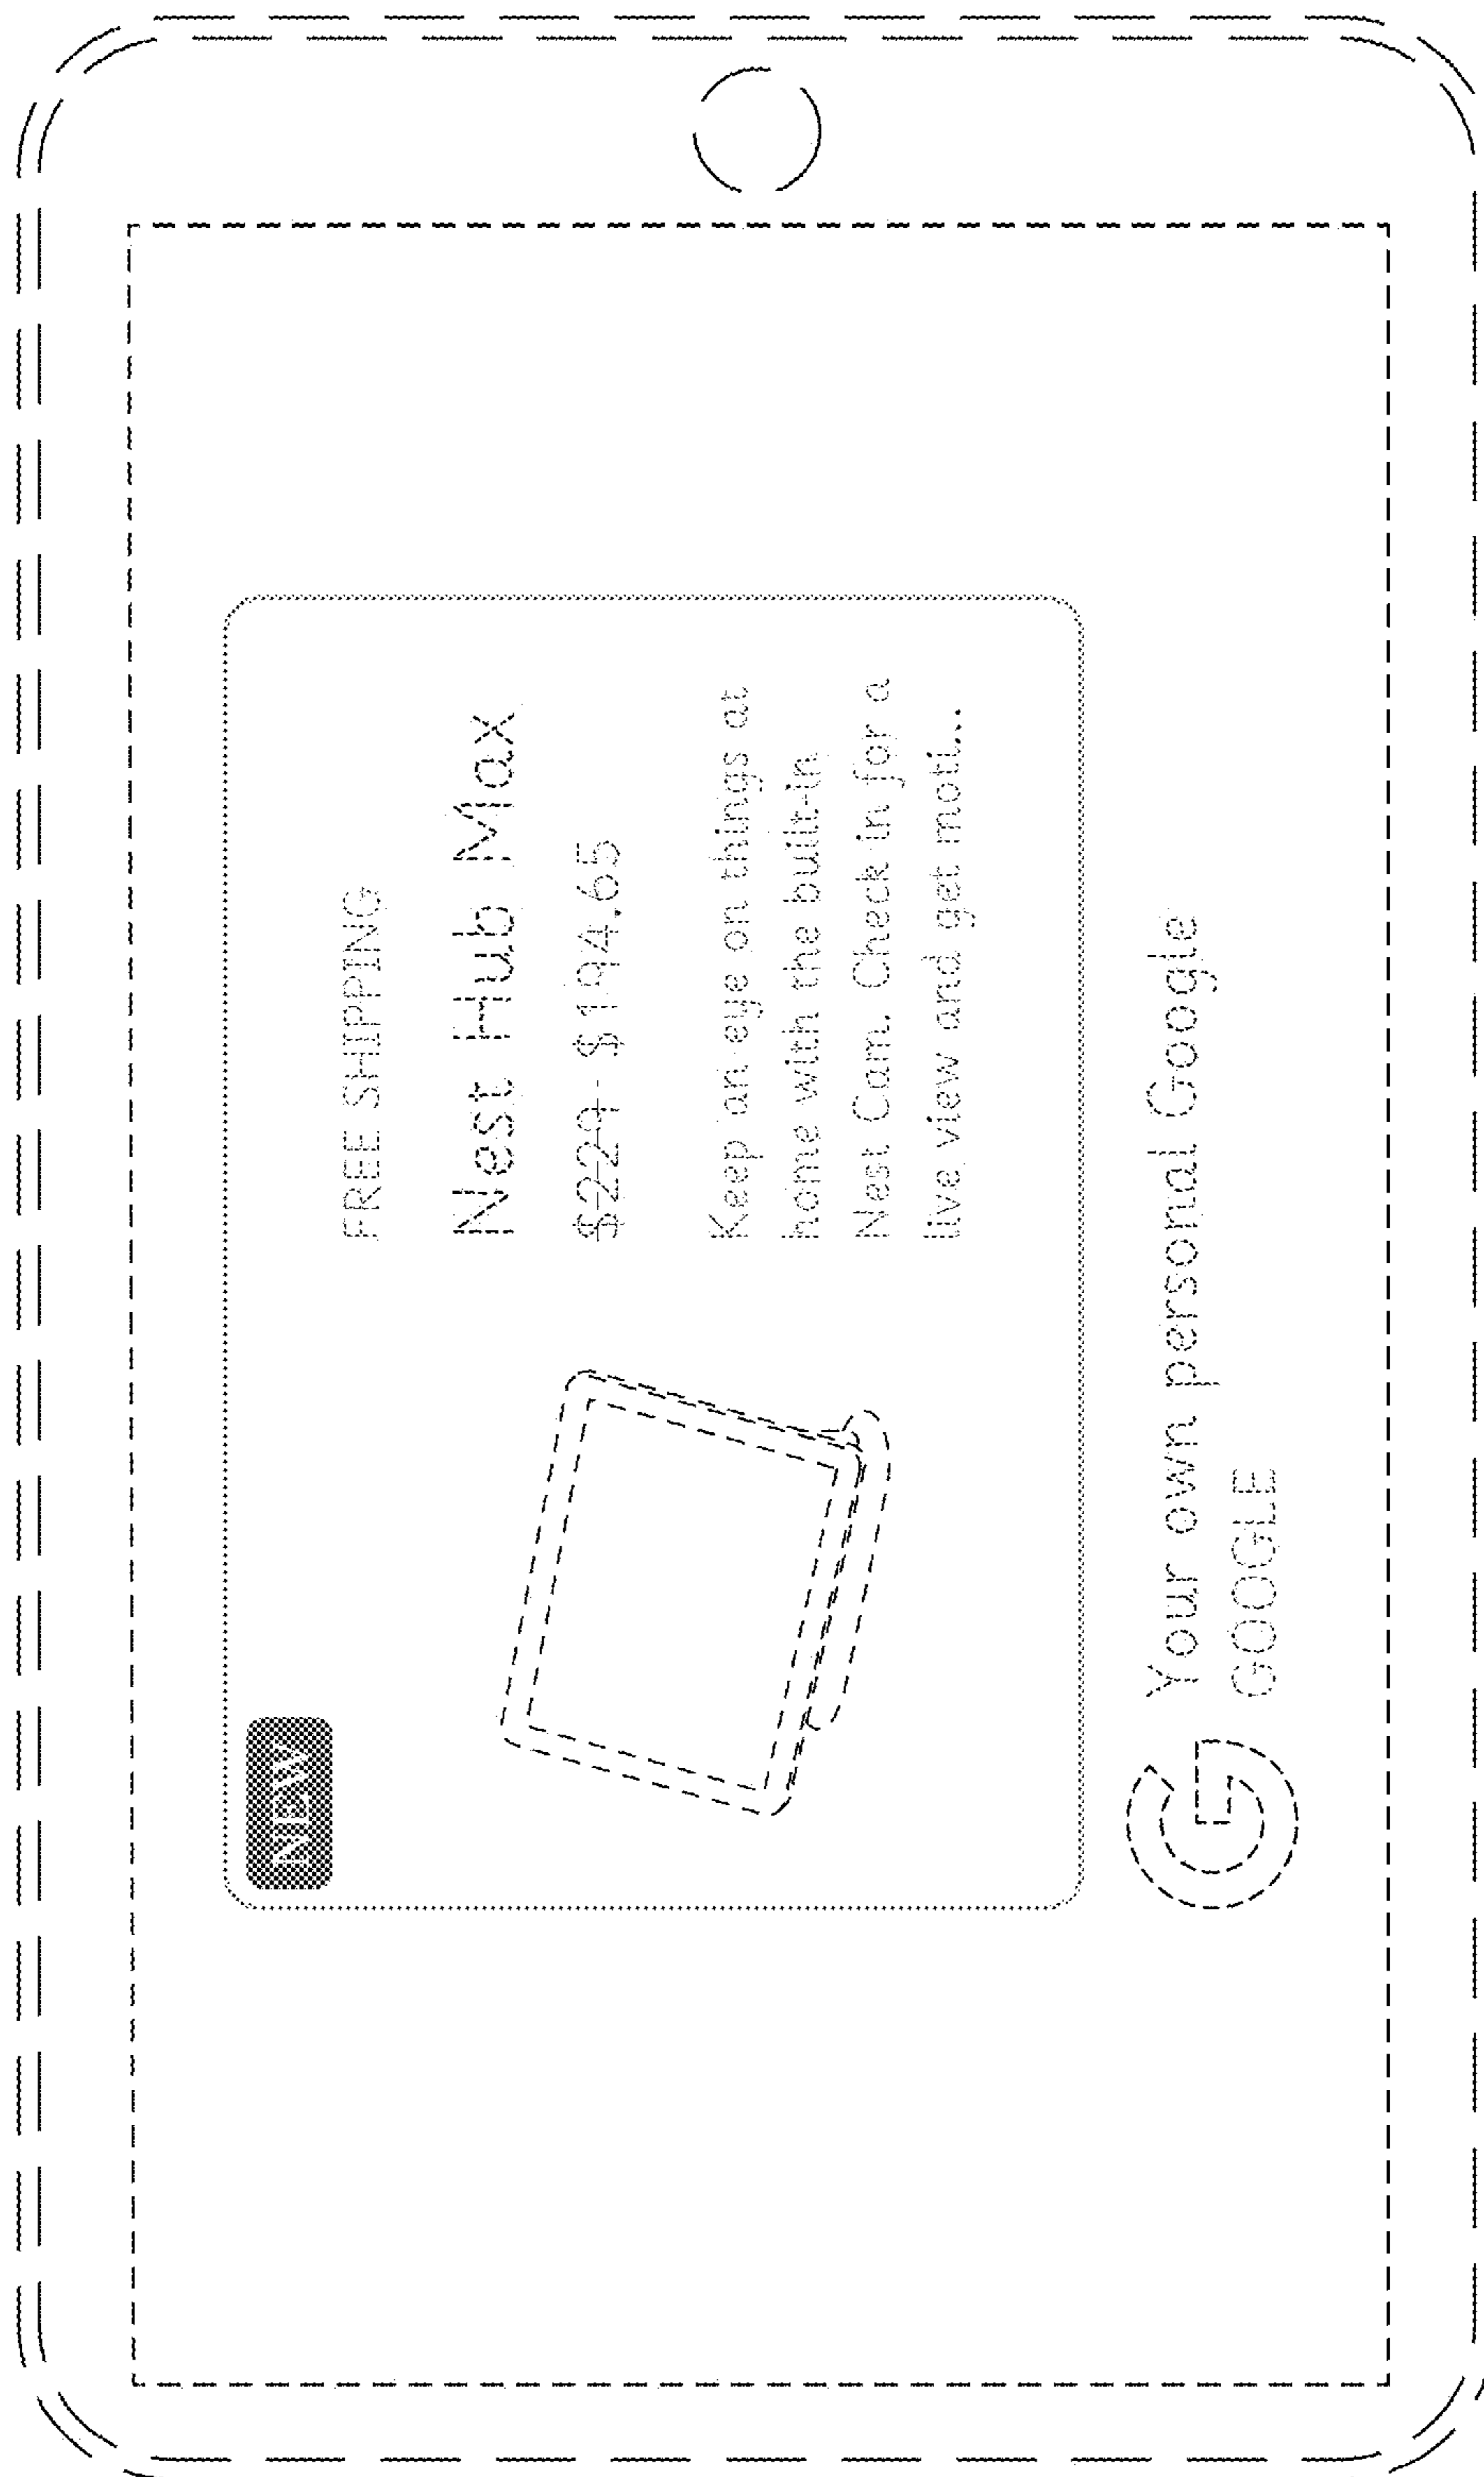 NEW
FREE SHIPPING
Nest Hub Max
$229 $194.65
Keep an eye on things at
home with the built-in
Nest Cam. Check in for a
live view and get moti...
Your own personal Google
GOOGLE